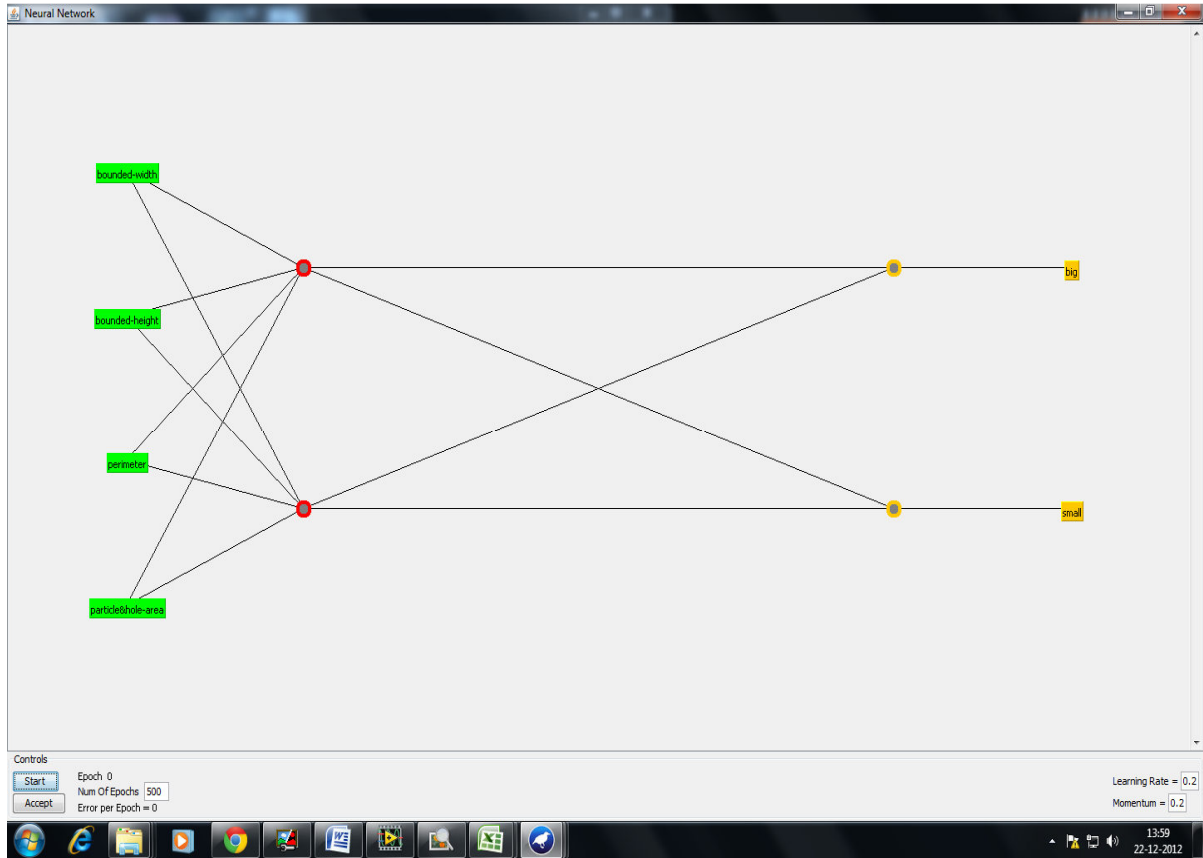 Neural Network
bounded-width
big
bounded-height
perimeter
small
particle&hole-area
Controls
Start
Accept
Epoch 0
Num Of Epochs 500
Error per Epoch = 0
Learning Rate = 0.2
Momentum = 0.2
13:59
22-12-2012